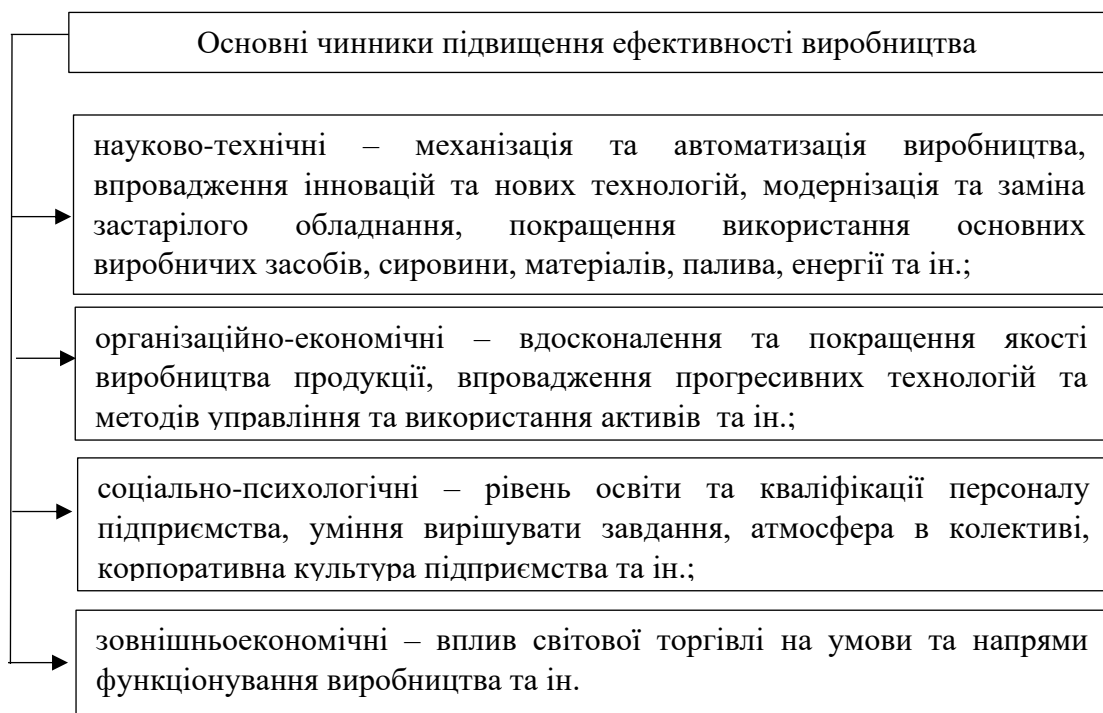 Основні чинники підвищення ефективності виробництва
науково-технічні – механізація та автоматизація виробництва,
впровадження інновацій та нових технологій, модернізація та заміна
застарілого обладнання, покращення використання основних
виробничих засобів, сировини, матеріалів, палива, енергії та ін.;
організаційно-економічні – вдосконалення та покращення якості
виробництва продукції, впровадження прогресивних технологій та
методів управління та використання активів та ін.;
соціально-психологічні – рівень освіти та кваліфікації персоналу
підприємства, уміння вирішувати завдання, атмосфера в колективі,
корпоративна культура підприємства та ін.;
зовнішньоекономічні – вплив світової торгівлі на умови та напрями
функціонування виробництва та ін.